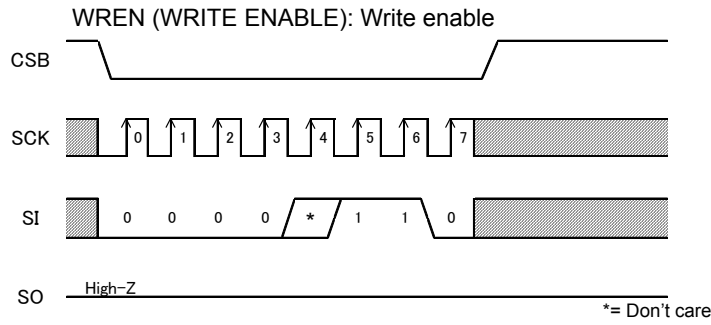 WREN (WRITE ENABLE): Write enable
CSB
SCK
0 1 2 3 4 5 6 7
SI
0 0 0 0 * 1 1 0
SO
High-Z
*= Don't care